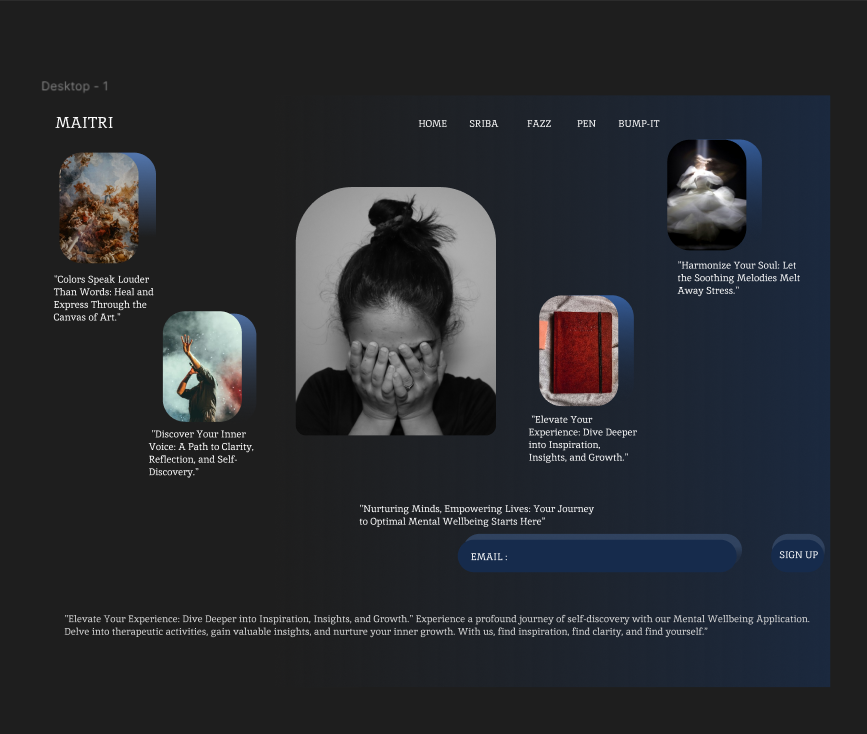 Desktop - 1
MAITRI
HOME SRIBA FAZZ PEN BUMP-IT
"Colors Speak Louder
Than Words: Heal and
Express Through the
Canvas of Art."
"Harmonize Your Soul: Let
the Soothing Melodies Melt
Away Stress."
"Discover Your Inner
Voice: A Path to Clarity,
Reflection, and Self-
Discovery."
"Elevate Your
Experience: Dive Deeper
into Inspiration,
Insights, and Growth."
"Nurturing Minds, Empowering Lives: Your Journey
to Optimal Mental Wellbeing Starts Here"
EMAIL :
SIGN UP
"Elevate Your Experience: Dive Deeper into Inspiration, Insights, and Growth." Experience a profound journey of self-discovery with our Mental Wellbeing Application.
Delve into therapeutic activities, gain valuable insights, and nurture your inner growth. With us, find inspiration, find clarity, and find yourself."